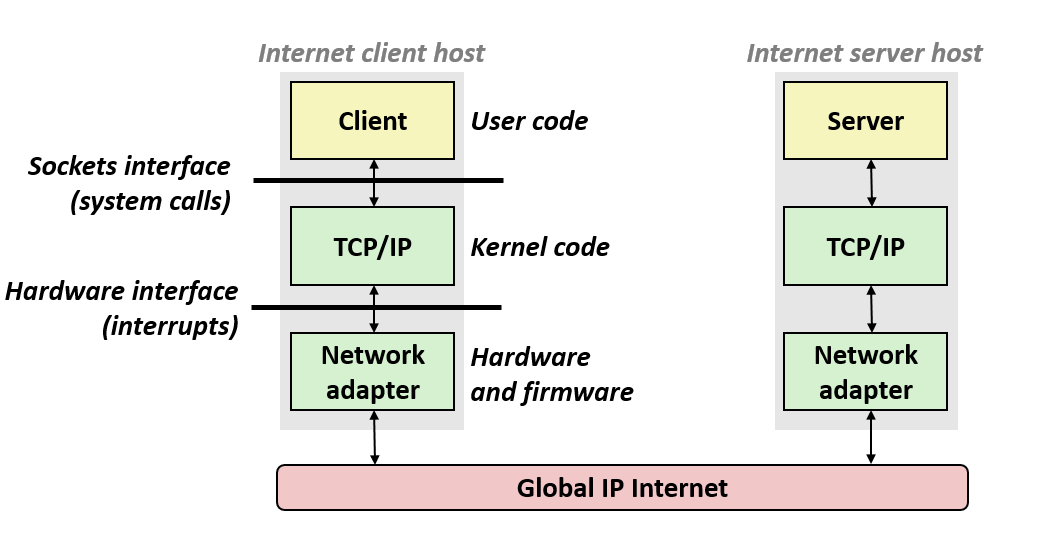 Internet client host
Internet server host
Client
User code
Server
Sockets interface
(system calls)
TCP/IP
Kernel code
TCP/IP
Hardware interface
(interrupts)
Network
adapter
Hardware
and firmware
Network
adapter
Global IP Internet